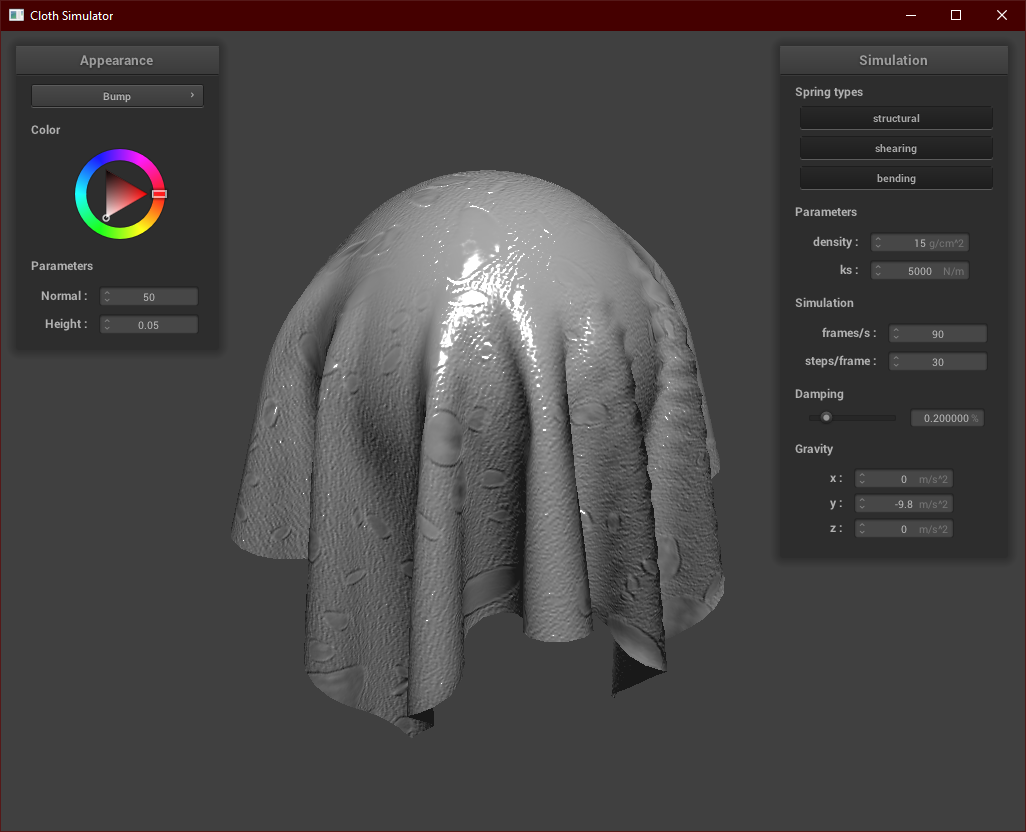 Cloth Simulator
Appearance
Bump
Color
Parameters
Normal : 50
Height : 0.05
Simulation
Spring types
structural
shearing
bending
Parameters
density : 15 g/cm^2
ks : 5000 N/m
Simulation
frames/s : 90
steps/frame : 30
Damping
0.200000 %
Gravity
x : 0 m/s^2
y : -9.8 m/s^2
z : 0 m/s^2